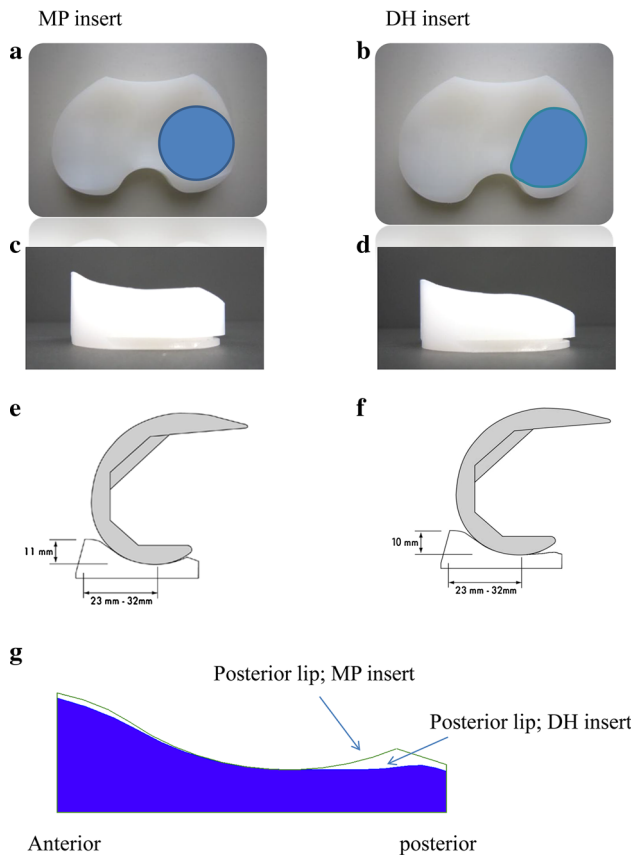 MP insert
DH insert
a
b
c
d
e
f
11 mm
23 mm - 32mm
10 mm
23 mm - 32mm
g
Posterior lip; MP insert
Posterior lip; DH insert
Anterior
posterior